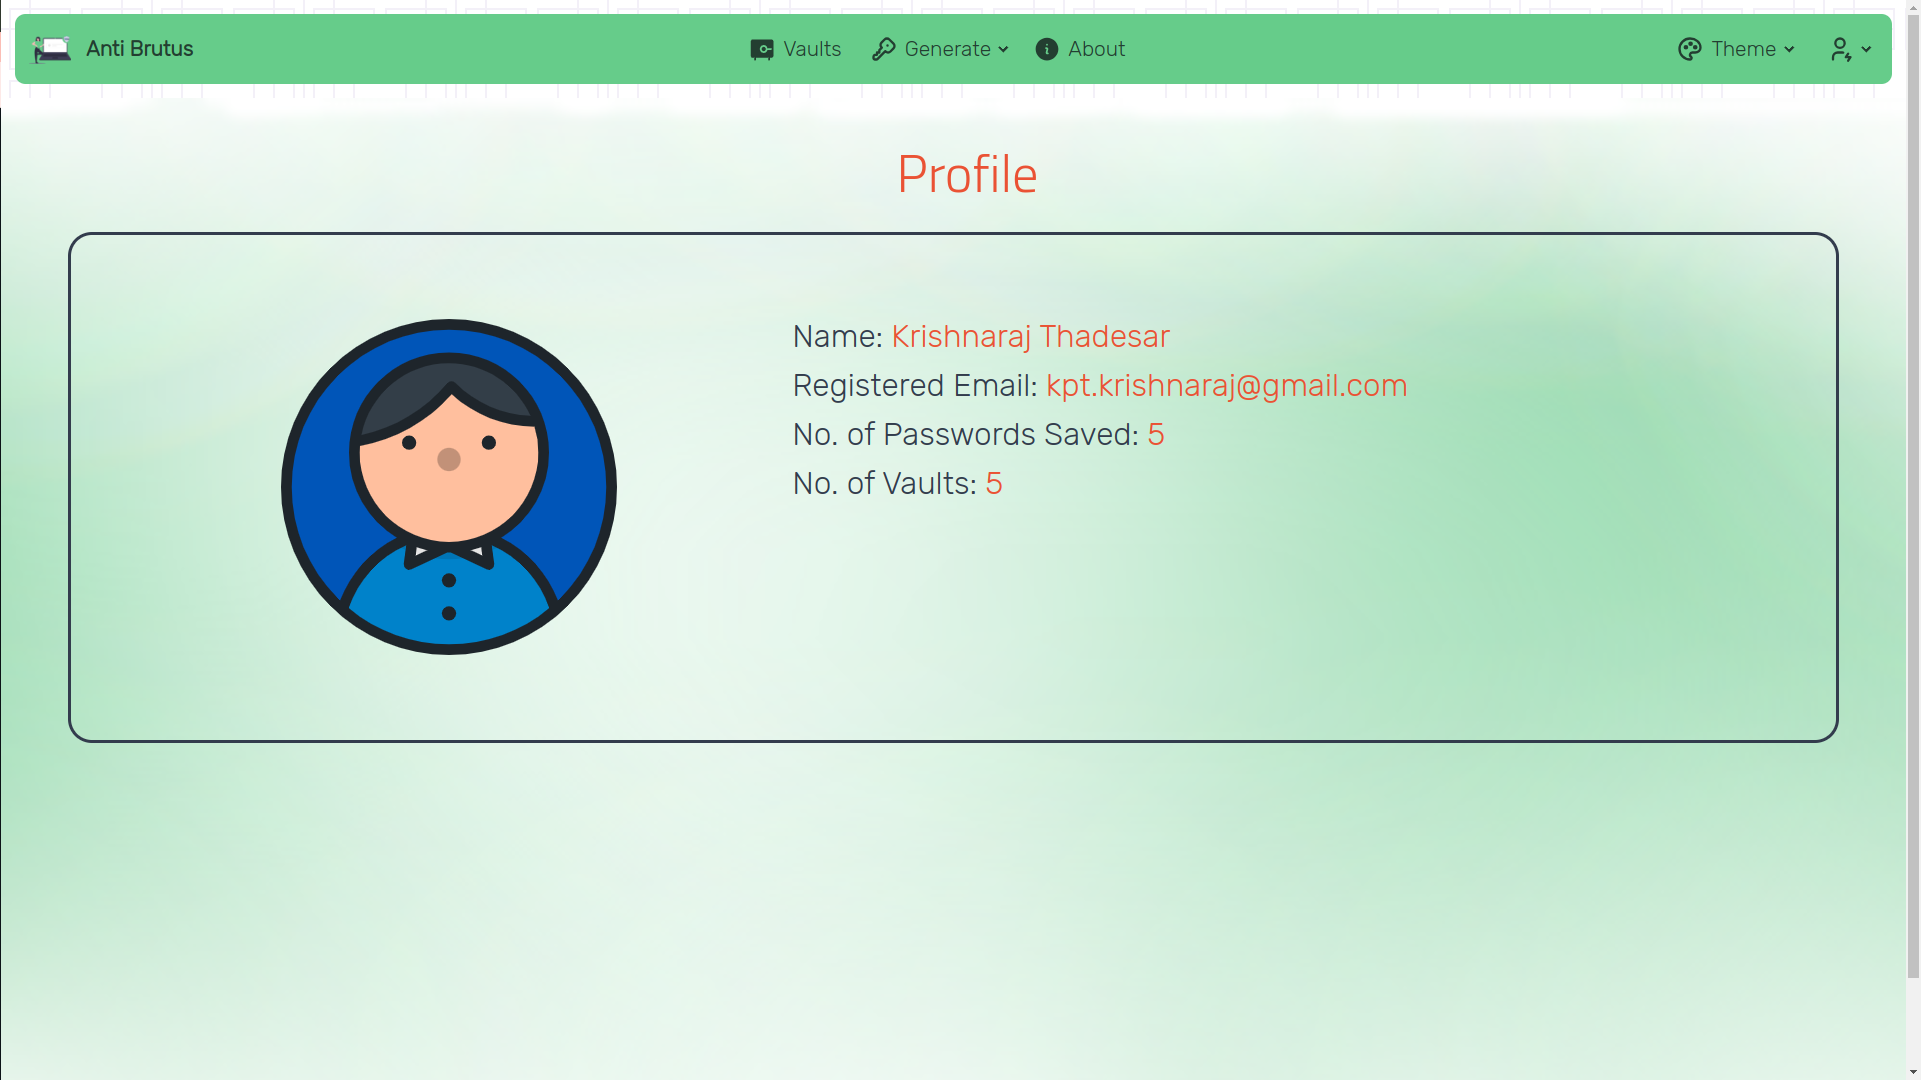 Anti Brutus
Vaults
Generate
About
Theme
Profile
Name: Krishnaraj Thadesar
Registered Email: kpt.krishnaraj@gmail.com
No. of Passwords Saved: 5
No. of Vaults: 5